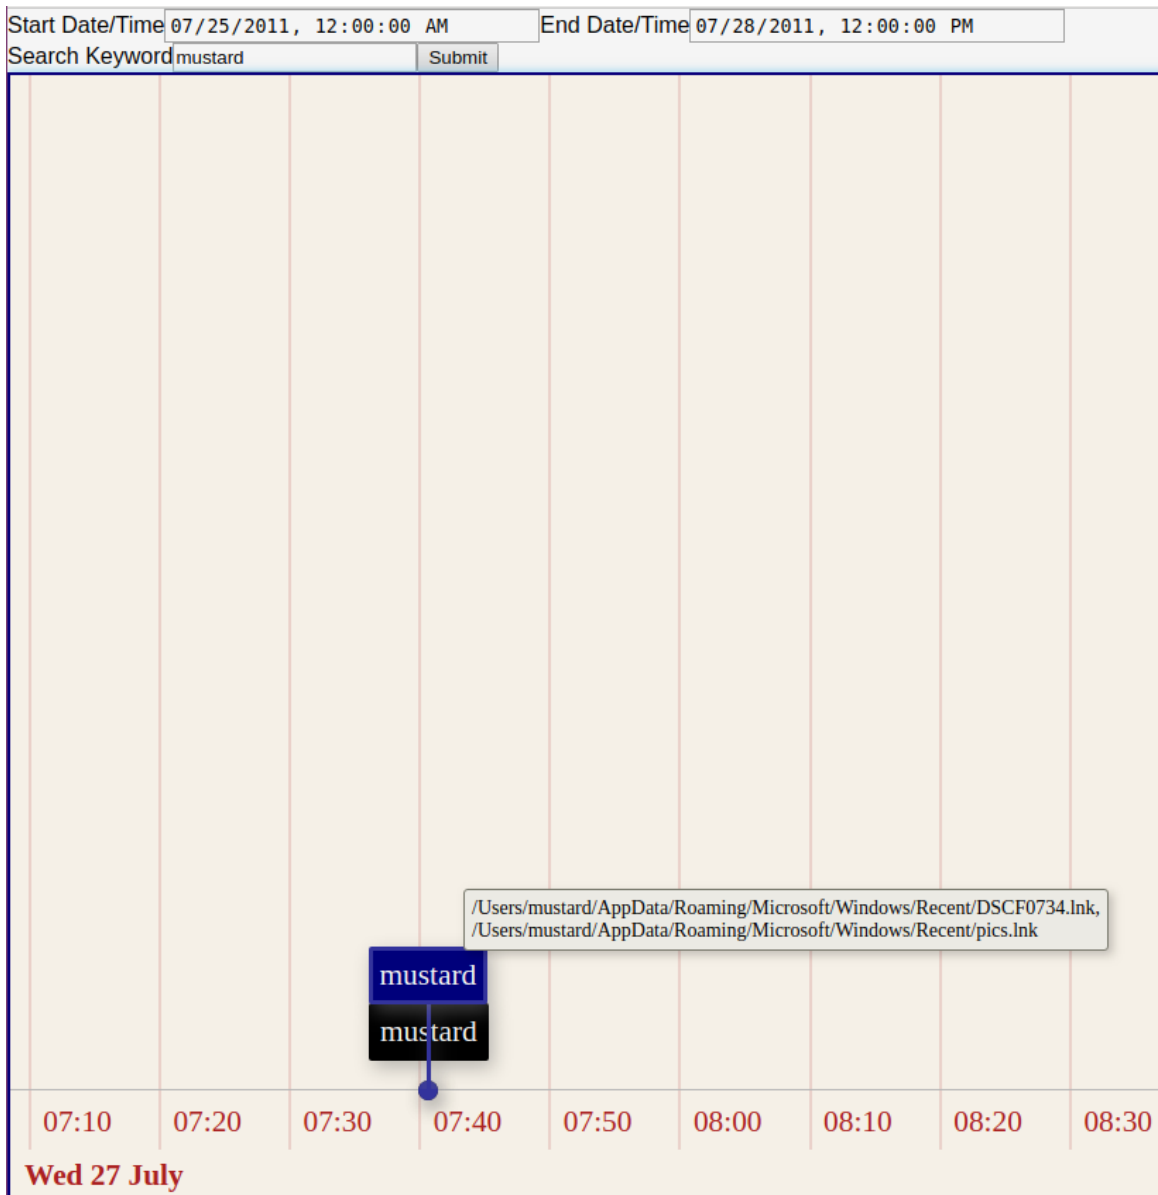 Start Date/Time 07/25/2011, 12:00:00 AM End Date/Time 07/28/2011, 12:00:00 PM
Search Keyword mustard Submit
/Users/mustard/AppData/Roaming/Microsoft/Windows/Recent/DSCF0734.lnk,
/Users/mustard/AppData/Roaming/Microsoft/Windows/Recent/pics.lnk
mustard
mustard
07:10 07:20 07:30 07:40 07:50 08:00 08:10 08:20 08:30
Wed 27 July